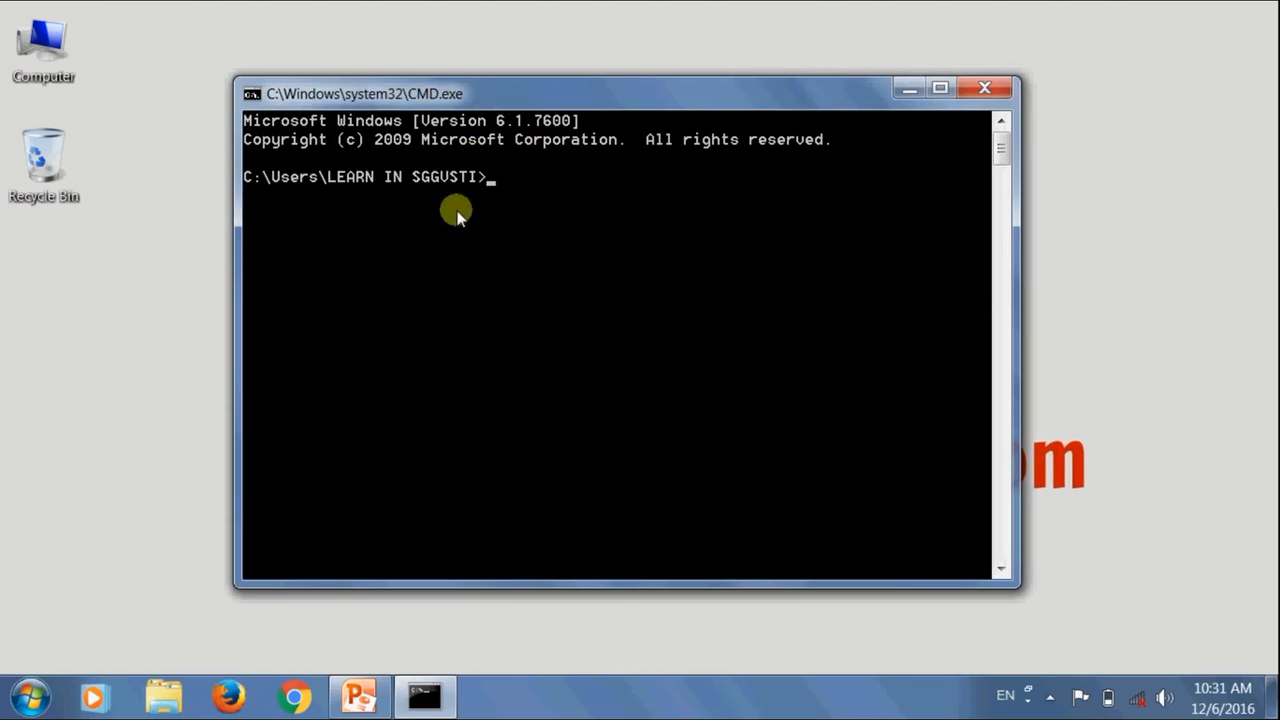 Computer
Recycle Bin
C:\Windows\system32\CMD.exe
Microsoft Windows [Version 6.1.7600]
Copyright (c) 2009 Microsoft Corporation.  All rights reserved.
C:\Users\LEARN IN SGGVSTI>_
om
EN
10:31 AM
12/6/2016